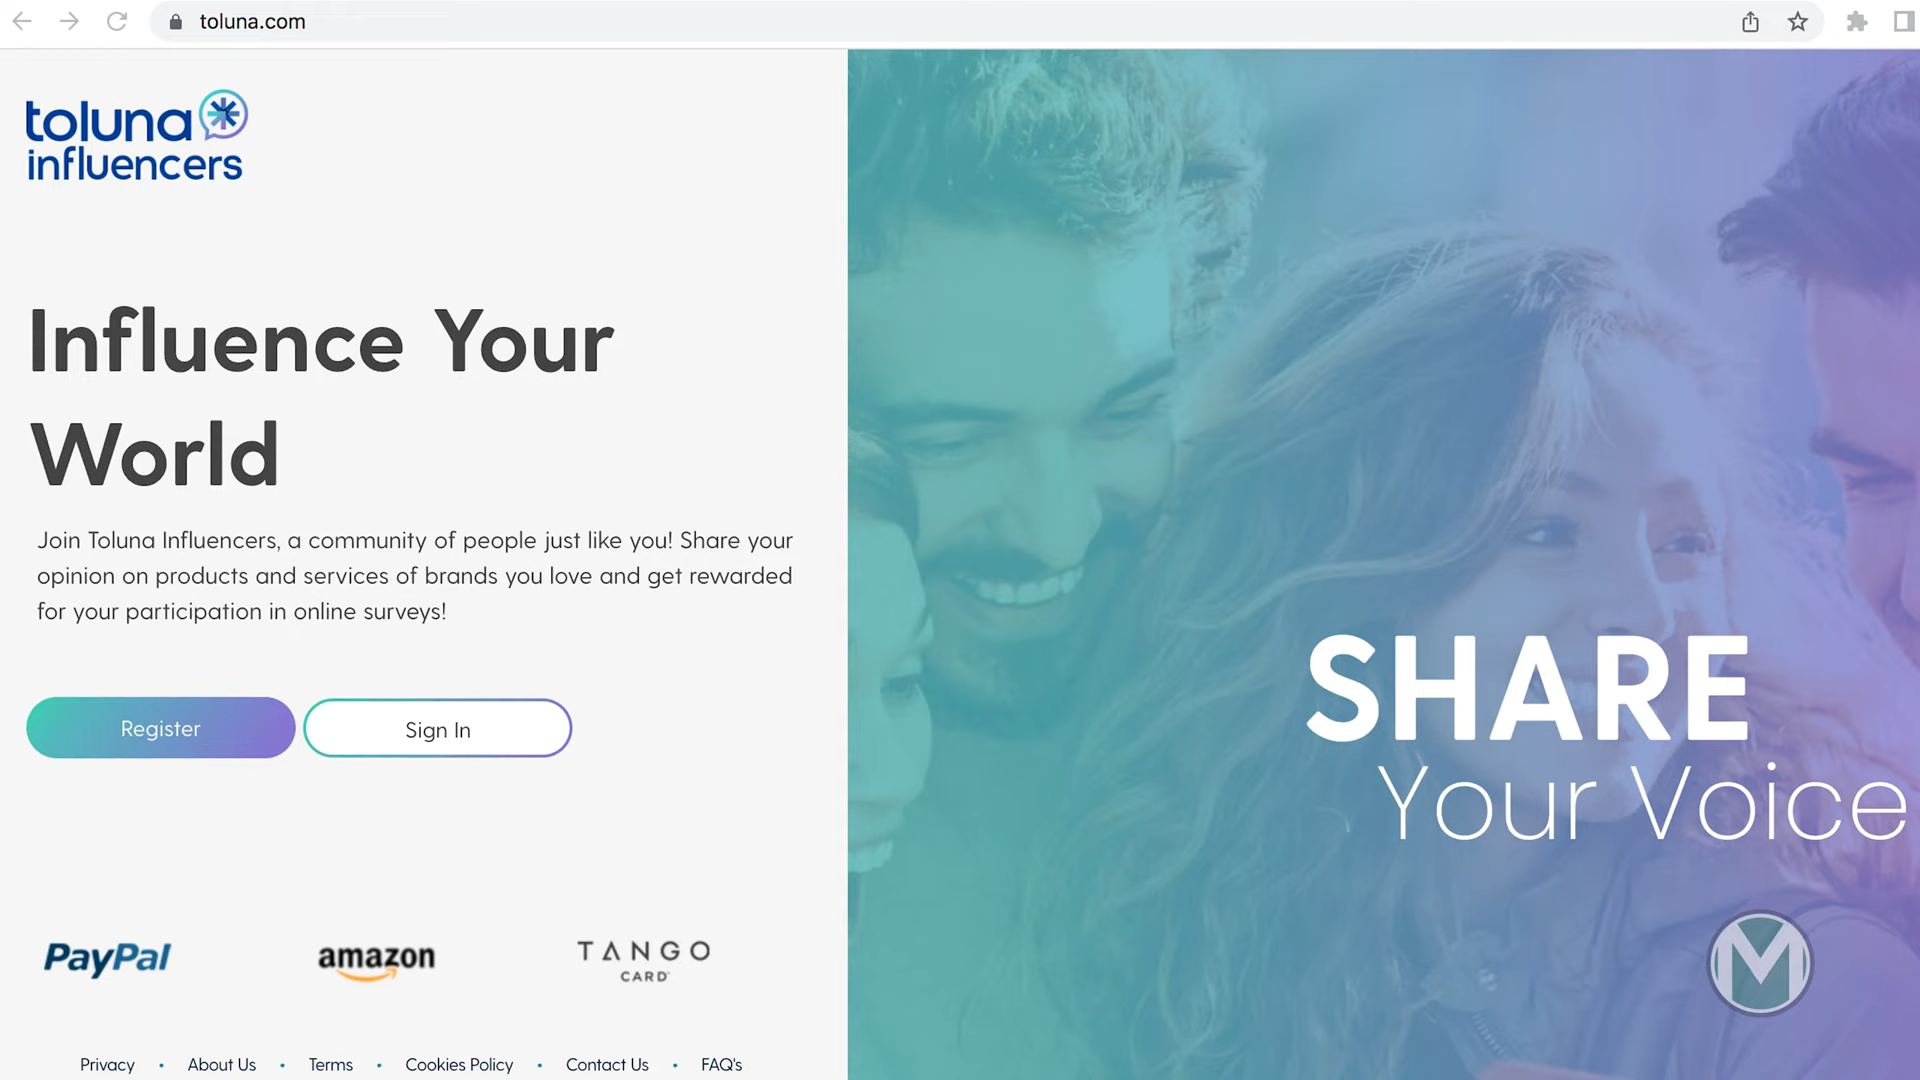 toluna.com
toluna
influencers
Influence Your
World
Join Toluna Influencers, a community of people just like you! Share your
opinion on products and services of brands you love and get rewarded
for your participation in online surveys!
Register
Sign In
SHARE
Your Voice
PayPal
amazon
TANGO
CARD
M
Privacy • About Us • Terms • Cookies Policy • Contact Us • FAQ's